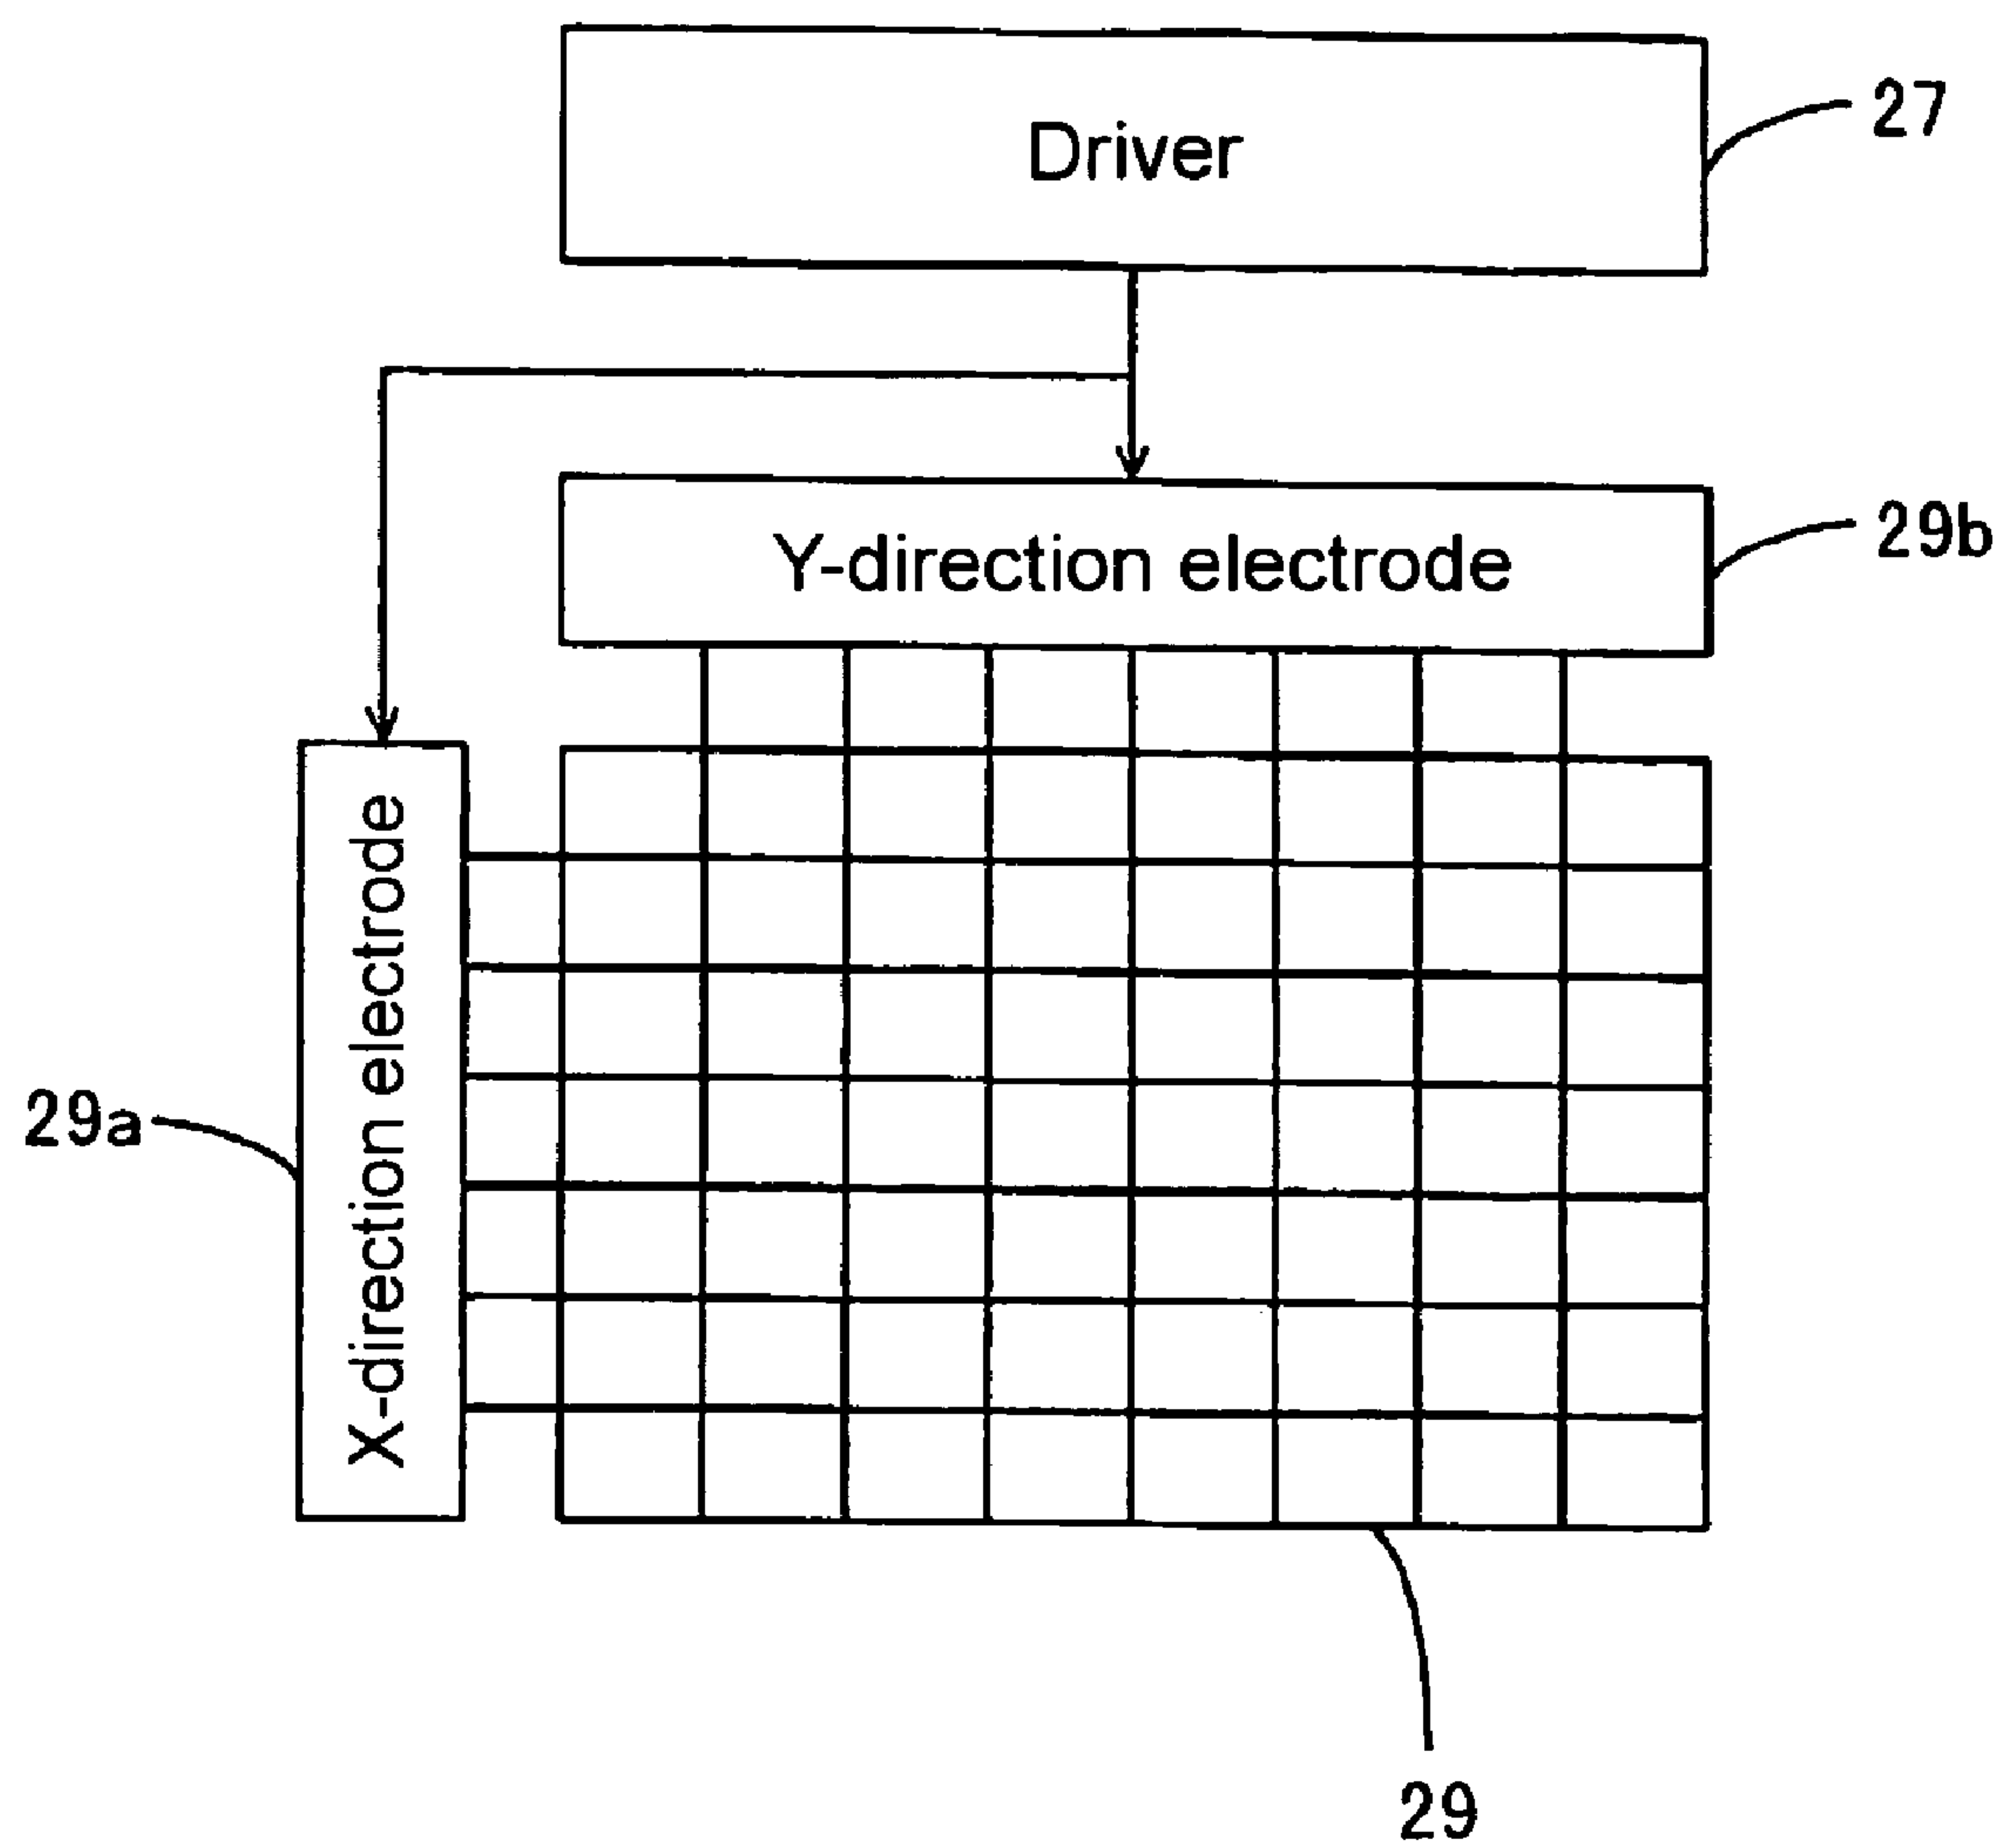 Driver
27
Y-direction electrode
29b
X-direction electrode
29a
29